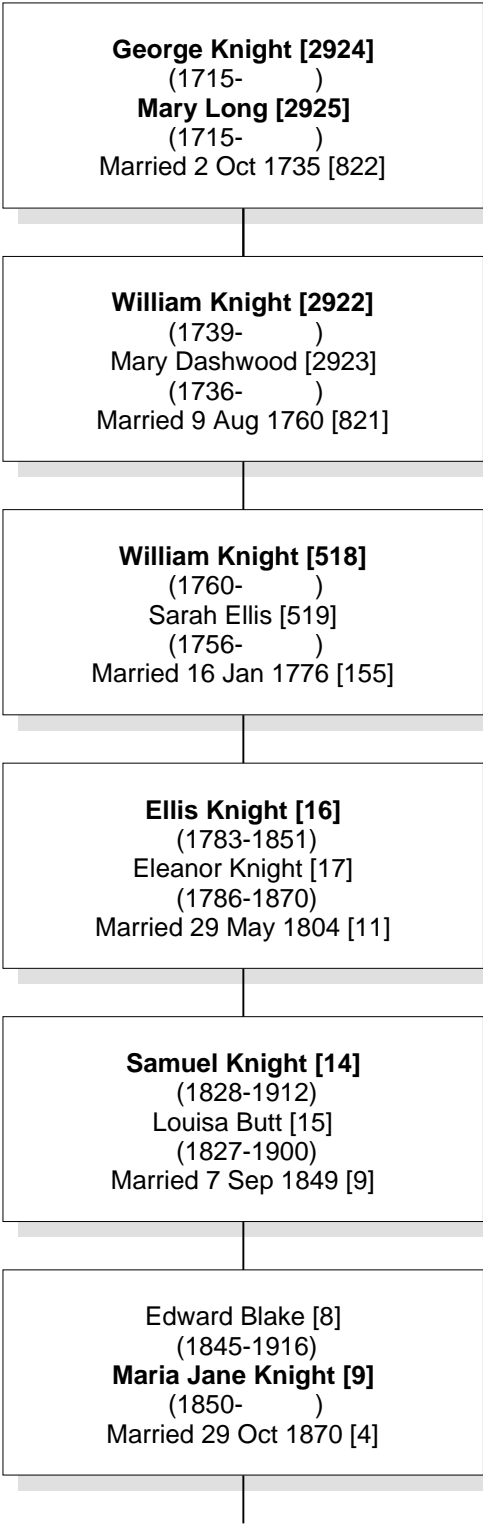 George Knight [2924]
(1715- )
Mary Long [2925]
(1715- )
Married 2 Oct 1735 [822]
William Knight [2922]
(1739- )
Mary Dashwood [2923]
(1736- )
Married 9 Aug 1760 [821]
William Knight [518]
(1760- )
Sarah Ellis [519]
(1756- )
Married 16 Jan 1776 [155]
Ellis Knight [16]
(1783-1851)
Eleanor Knight [17]
(1786-1870)
Married 29 May 1804 [11]
Samuel Knight [14]
(1828-1912)
Louisa Butt [15]
(1827-1900)
Married 7 Sep 1849 [9]
Edward Blake [8]
(1845-1916)
Maria Jane Knight [9]
(1850- )
Married 29 Oct 1870 [4]